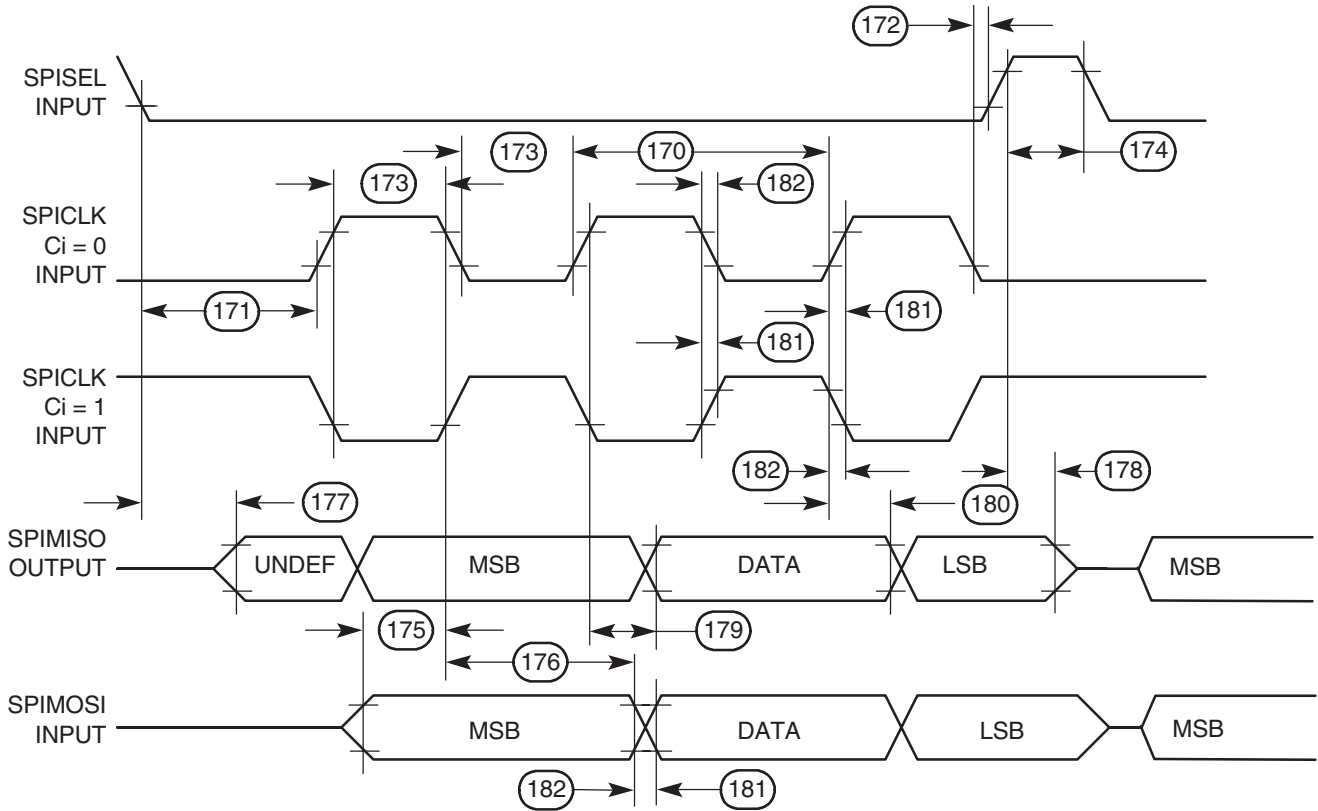 172
SPISEL
INPUT
173
170
174
173
182
SPICLK
Ci = 0
INPUT
171
181
181
SPICLK
Ci = 1
INPUT
182
178
177
180
SPIMISO
OUTPUT
UNDEF
MSB
DATA
LSB
MSB
175
179
176
SPIMOSI
INPUT
MSB
DATA
LSB
MSB
182
181